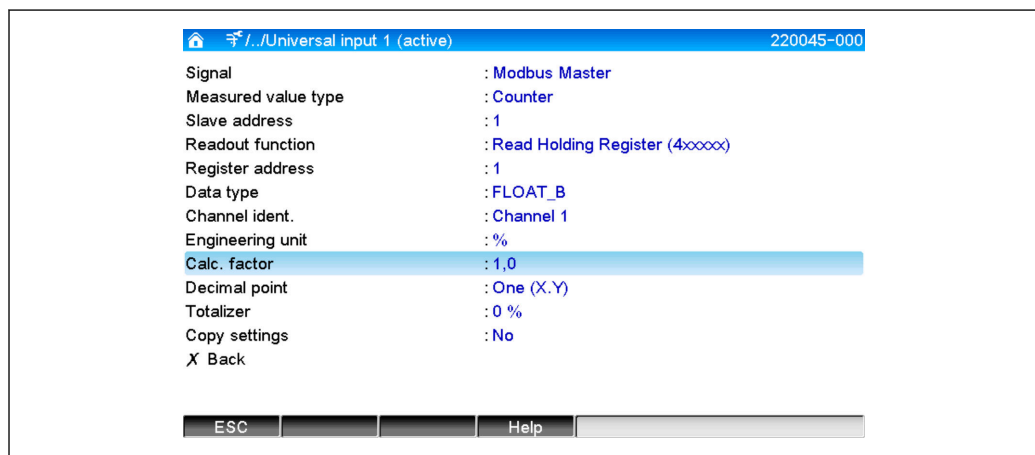 /../Universal input 1 (active) 220045-000
Signal : Modbus Master
Measured value type : Counter
Slave address : 1
Readout function : Read Holding Register (4xxxxx)
Register address : 1
Data type : FLOAT_B
Channel ident. : Channel 1
Engineering unit : %
Calc. factor : 1,0
Decimal point : One (X.Y)
Totalizer : 0 %
Copy settings : No
X Back
ESC Help